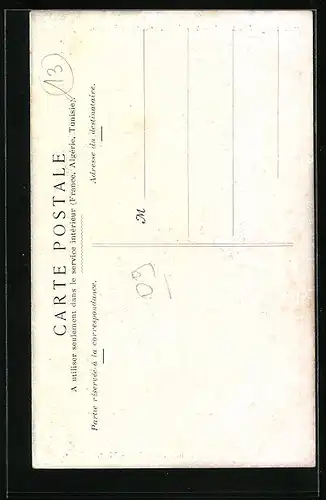 CARTE POSTALE
A utiliser seulement dans le service intérieur (France, Algérie, Tunisie).
Partie réservée à la correspondance.
Adresse du destinataire.
M
13
09